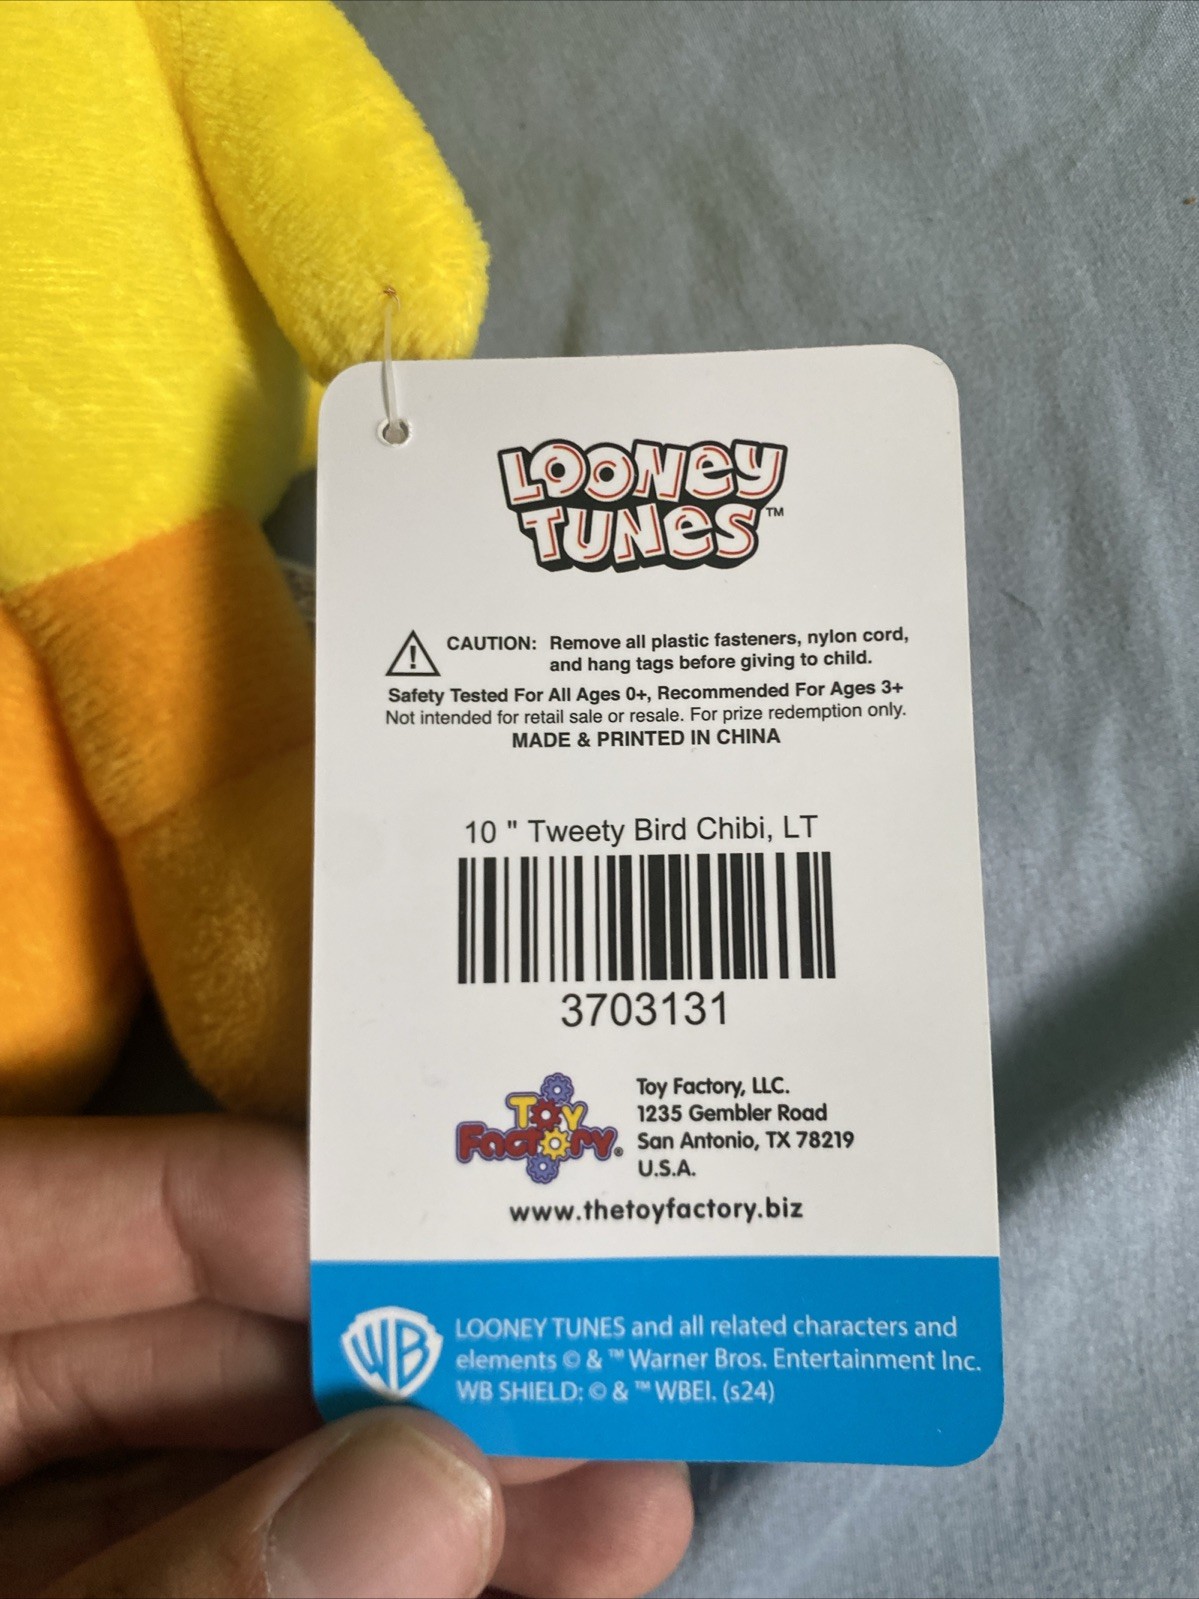 LOONEY
TUNES™
CAUTION: Remove all plastic fasteners, nylon cord,
and hang tags before giving to child.
Safety Tested For All Ages 0+, Recommended For Ages 3+
Not intended for retail sale or resale. For prize redemption only.
MADE & PRINTED IN CHINA
10 " Tweety Bird Chibi, LT
3703131
TOY
FACTORY®
Toy Factory, LLC.
1235 Gembler Road
San Antonio, TX 78219
U.S.A.
www.thetoyfactory.biz
WB
LOONEY TUNES and all related characters and
elements © & ™ Warner Bros. Entertainment Inc.
WB SHIELD: © & ™ WBEI. (s24)